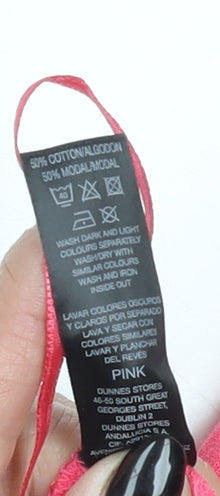 50% COTTON/ALGODON
50% MODAL/MODAL
40
WASH DARK AND LIGHT
COLOURS SEPARATELY
WASH/DRY WITH
SIMILAR COLOURS
WASH AND IRON
INSIDE OUT
LAVAR COLORES OSCUROS
Y CLAROS POR SEPARADO
LAVA Y SECAR CON
COLORES SIMILARES
LAVAR Y PLANCHAR
DEL REVES
PINK
DUNNES STORES
46-50 SOUTH GREAT
GEORGES STREET,
DUBLIN 2
DUNNES STORES
ANDALUCIA S.A.